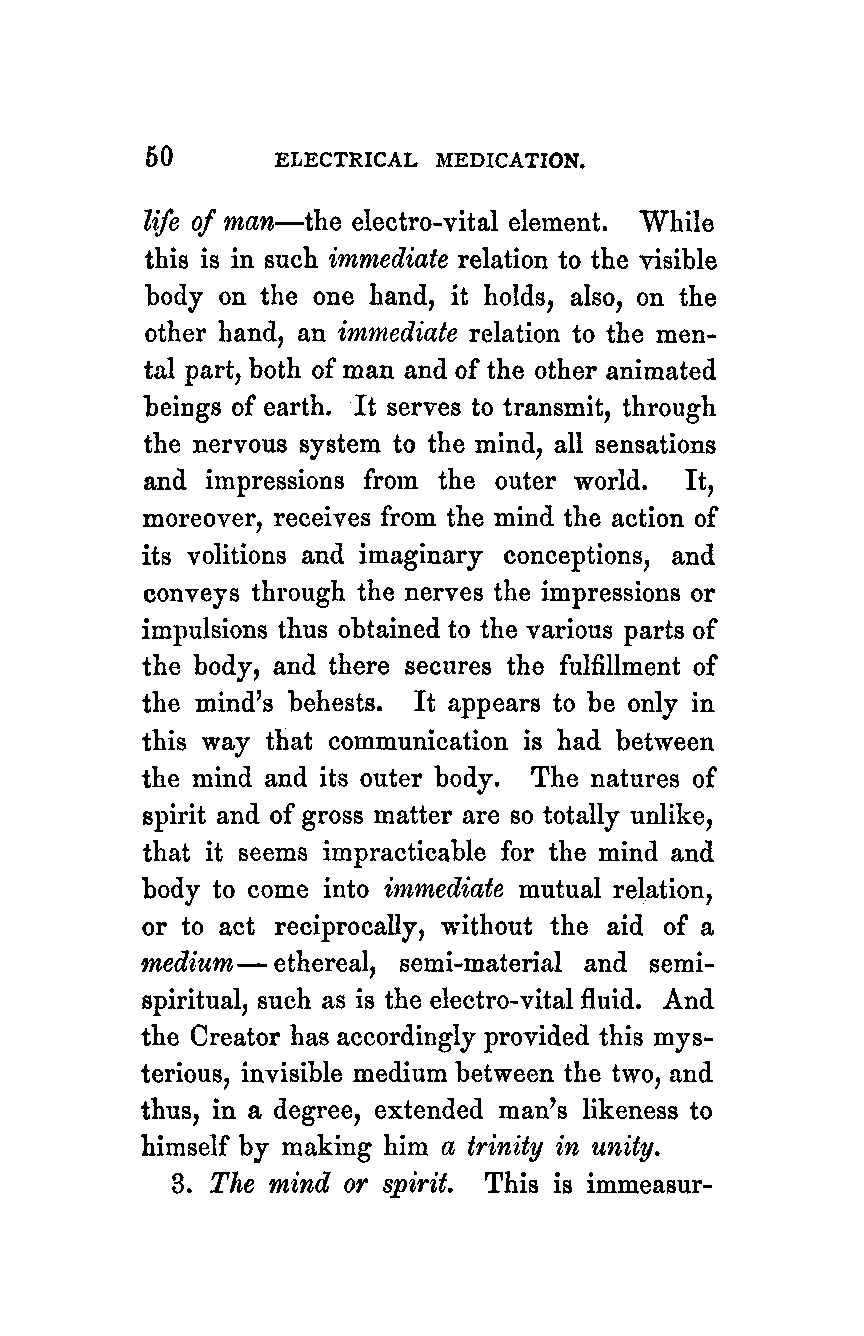 50 ELECTRICAL MEDICATION.
life of man—the electro-vital element. While
this is in such immediate relation to the visible
body on the one hand, it holds, also, on the
other hand, an immediate relation to the men-
tal part, both of man and of the other animated
beings of earth. It serves to transmit, through
the nervous system to the mind, all sensations
and impressions from the outer world. It,
moreover, receives from the mind the action of
its volitions and imaginary conceptions, and
conveys through the nerves the impressions or
impulsions thus obtained to the various parts of
the body, and there secures the fulfillment of
the mind's behests. It appears to be only in
this way that communication is had between
the mind and its outer body. The natures of
spirit and of gross matter are so totally unlike,
that it seems impracticable for the mind and
body to come into immediate mutual relation,
or to act reciprocally, without the aid of a
medium—ethereal, semi-material and semi-
spiritual, such as is the electro-vital fluid. And
the Creator has accordingly provided this mys-
terious, invisible medium between the two, and
thus, in a degree, extended man's likeness to
himself by making him a trinity in unity.
3. The mind or spirit. This is immeasur-